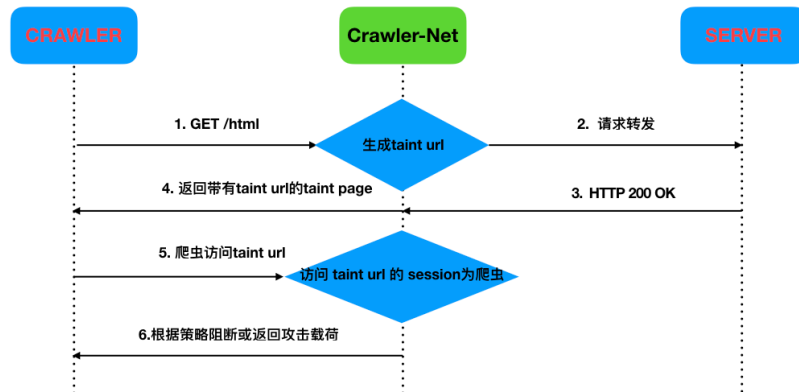 CRAWLER
Crawler-Net
SERVER
1. GET /html
生成taint url
2. 请求转发
4. 返回带有taint url的taint page
3. HTTP 200 OK
5. 爬虫访问taint url
访问 taint url 的 session为爬虫
6.根据策略阻断或返回攻击载荷